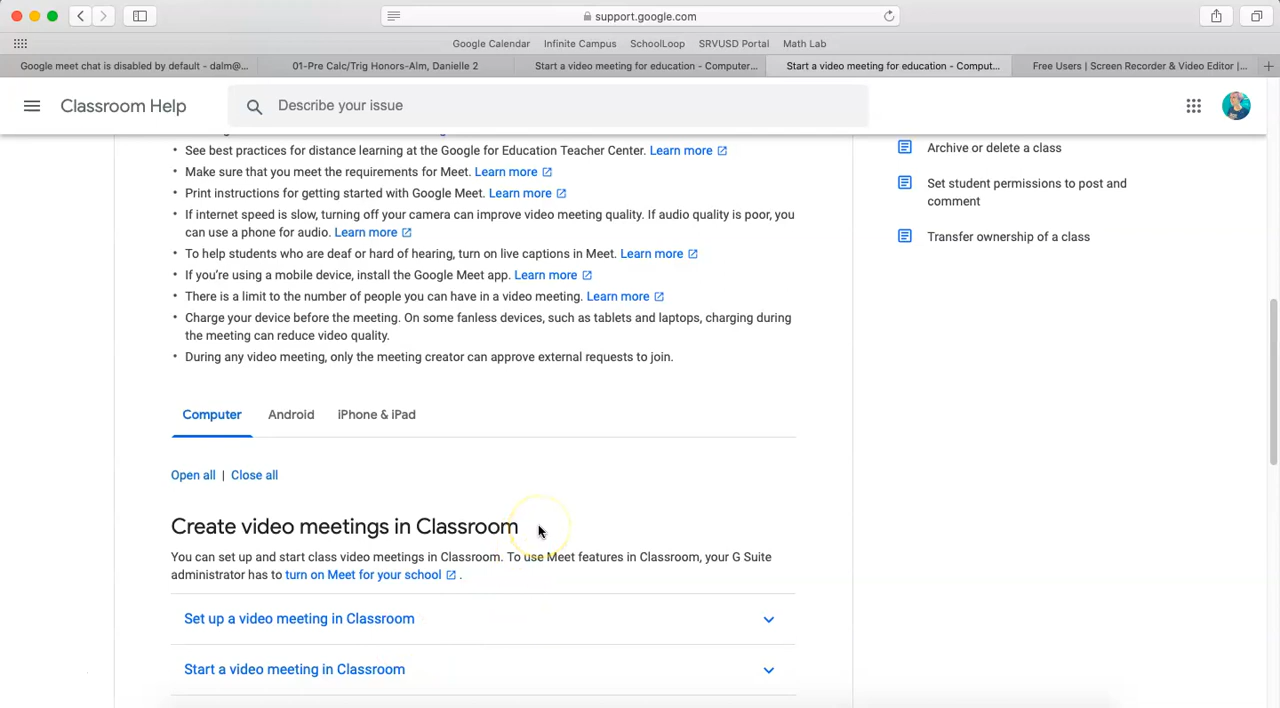 support.google.com
Google Calendar Infinite Campus SchoolLoop SRVUSD Portal Math Lab
Google meet chat is disabled by default - dalm@... 01-Pre Calc/Trig Honors-Alm, Danielle 2 Start a video meeting for education - Computer... Start a video meeting for education - Comput... Free Users | Screen Recorder & Video Editor |...
Classroom Help
Describe your issue
• See best practices for distance learning at the Google for Education Teacher Center. Learn more
• Make sure that you meet the requirements for Meet. Learn more
• Print instructions for getting started with Google Meet. Learn more
• If internet speed is slow, turning off your camera can improve video meeting quality. If audio quality is poor, you
can use a phone for audio. Learn more
• To help students who are deaf or hard of hearing, turn on live captions in Meet. Learn more
• If you’re using a mobile device, install the Google Meet app. Learn more
• There is a limit to the number of people you can have in a video meeting. Learn more
• Charge your device before the meeting. On some fanless devices, such as tablets and laptops, charging during
the meeting can reduce video quality.
• During any video meeting, only the meeting creator can approve external requests to join.
Archive or delete a class
Set student permissions to post and
comment
Transfer ownership of a class
Computer Android iPhone & iPad
Open all | Close all
Create video meetings in Classroom
You can set up and start class video meetings in Classroom. To use Meet features in Classroom, your G Suite
administrator has to turn on Meet for your school .
Set up a video meeting in Classroom
Start a video meeting in Classroom